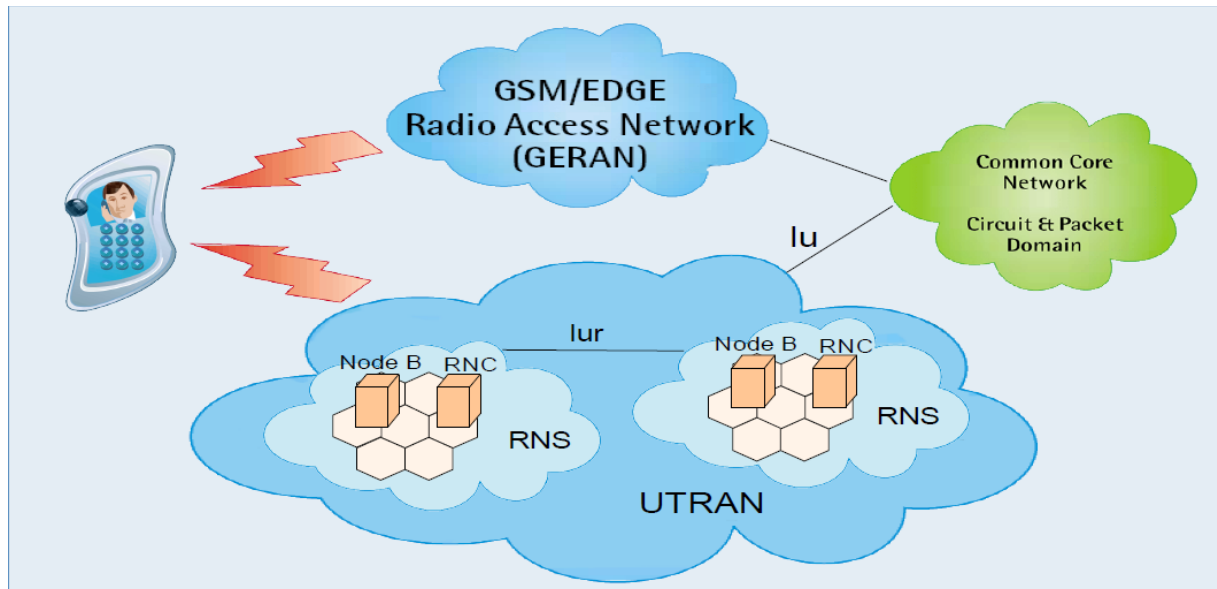 GSM/EDGE
Radio Access Network
(GERAN)
Common Core
Network
Circuit & Packet
Domain
Iu
Iur
Node B
RNC
RNS
Node B
RNC
RNS
UTRAN